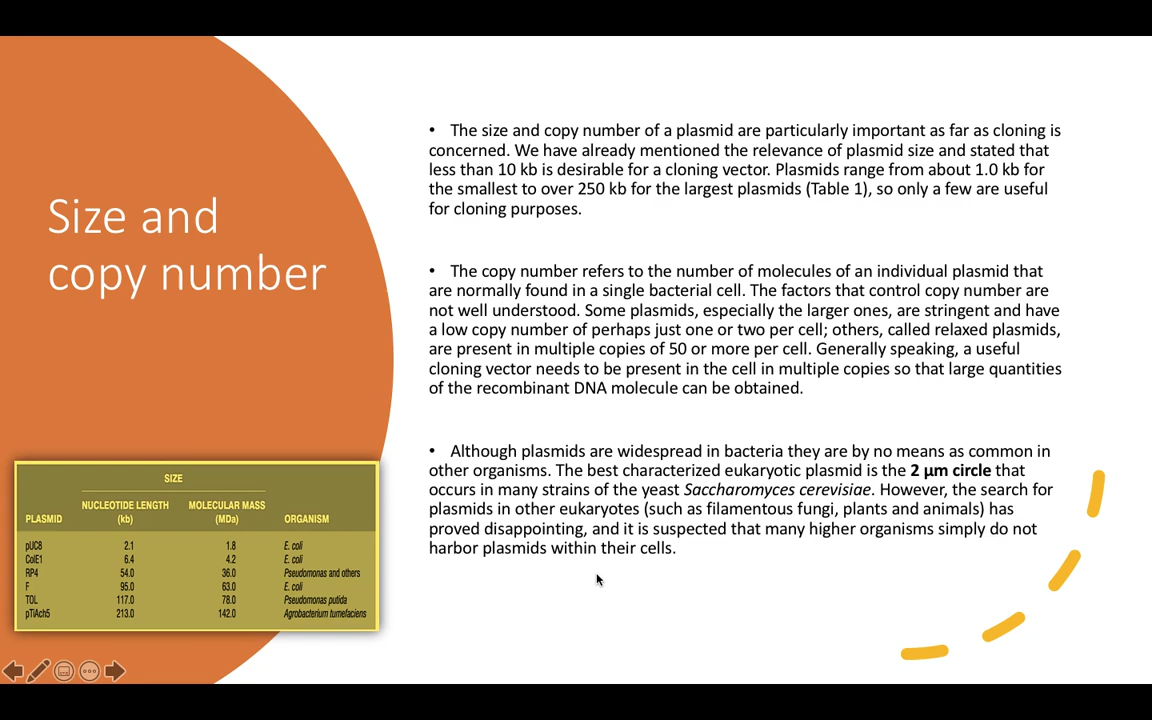 Size and
copy number
• The size and copy number of a plasmid are particularly important as far as cloning is
concerned. We have already mentioned the relevance of plasmid size and stated that
less than 10 kb is desirable for a cloning vector. Plasmids range from about 1.0 kb for
the smallest to over 250 kb for the largest plasmids (Table 1), so only a few are useful
for cloning purposes.
• The copy number refers to the number of molecules of an individual plasmid that
are normally found in a single bacterial cell. The factors that control copy number are
not well understood. Some plasmids, especially the larger ones, are stringent and have
a low copy number of perhaps just one or two per cell; others, called relaxed plasmids,
are present in multiple copies of 50 or more per cell. Generally speaking, a useful
cloning vector needs to be present in the cell in multiple copies so that large quantities
of the recombinant DNA molecule can be obtained.
• Although plasmids are widespread in bacteria they are by no means as common in
other organisms. The best characterized eukaryotic plasmid is the 2 μm circle that
occurs in many strains of the yeast Saccharomyces cerevisiae. However, the search for
plasmids in other eukaryotes (such as filamentous fungi, plants and animals) has
proved disappointing, and it is suspected that many higher organisms simply do not
harbor plasmids within their cells.
SIZE
NUCLEOTIDE LENGTH MOLECULAR MASS
PLASMID (kb) (MDa) ORGANISM
pUC8 2.1 1.8 E. coli
ColE1 6.4 4.2 E. coli
RP4 54.0 36.0 Pseudomonas and others
F 95.0 63.0 E. coli
TOL 117.0 78.0 Pseudomonas putida
pTiAch5 213.0 142.0 Agrobacterium tumefaciens